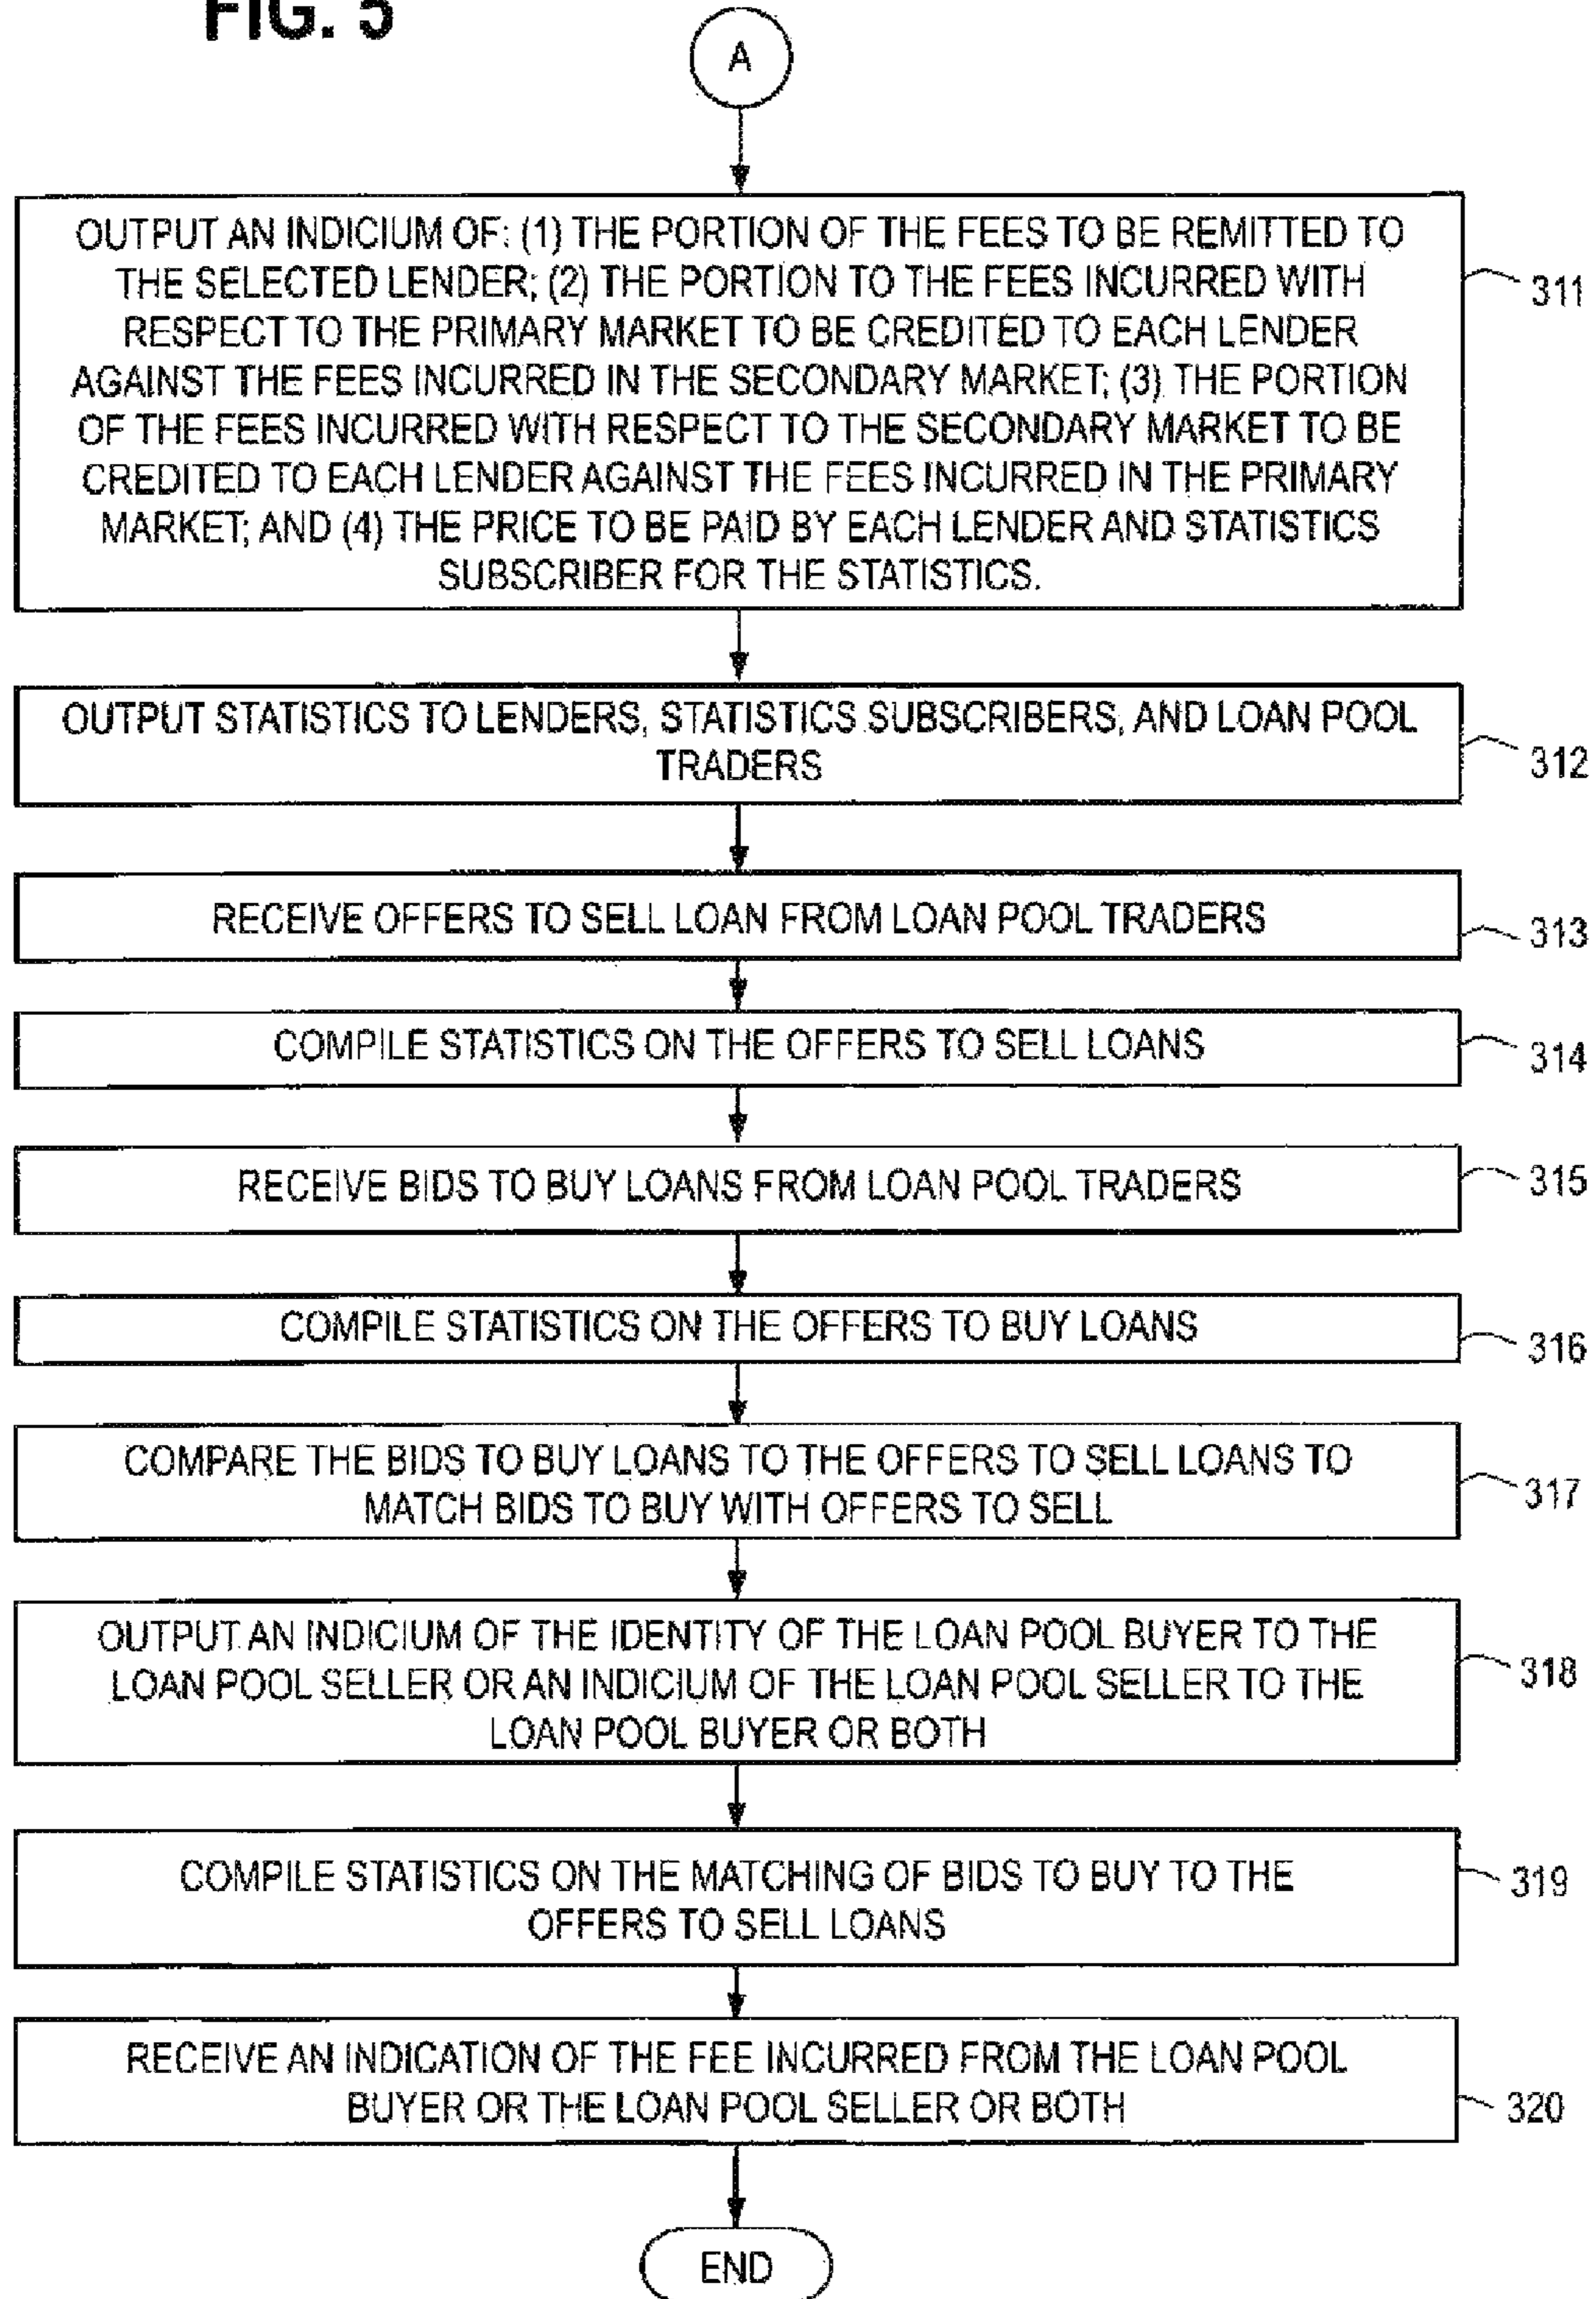 FIG. 5
A
OUTPUT AN INDICIUM OF: (1) THE PORTION OF THE FEES TO BE REMITTED TO
THE SELECTED LENDER; (2) THE PORTION TO THE FEES INCURRED WITH
RESPECT TO THE PRIMARY MARKET TO BE CREDITED TO EACH LENDER
AGAINST THE FEES INCURRED IN THE SECONDARY MARKET; (3) THE PORTION
OF THE FEES INCURRED WITH RESPECT TO THE SECONDARY MARKET TO BE
CREDITED TO EACH LENDER AGAINST THE FEES INCURRED IN THE PRIMARY
MARKET; AND (4) THE PRICE TO BE PAID BY EACH LENDER AND STATISTICS
SUBSCRIBER FOR THE STATISTICS.
311
OUTPUT STATISTICS TO LENDERS, STATISTICS SUBSCRIBERS, AND LOAN POOL
TRADERS
312
RECEIVE OFFERS TO SELL LOAN FROM LOAN POOL TRADERS
313
COMPILE STATISTICS ON THE OFFERS TO SELL LOANS
314
RECEIVE BIDS TO BUY LOANS FROM LOAN POOL TRADERS
315
COMPILE STATISTICS ON THE OFFERS TO BUY LOANS
316
COMPARE THE BIDS TO BUY LOANS TO THE OFFERS TO SELL LOANS TO
MATCH BIDS TO BUY WITH OFFERS TO SELL
317
OUTPUT AN INDICIUM OF THE IDENTITY OF THE LOAN POOL BUYER TO THE
LOAN POOL SELLER OR AN INDICIUM OF THE LOAN POOL SELLER TO THE
LOAN POOL BUYER OR BOTH
318
COMPILE STATISTICS ON THE MATCHING OF BIDS TO BUY TO THE
OFFERS TO SELL LOANS
319
RECEIVE AN INDICATION OF THE FEE INCURRED FROM THE LOAN POOL
BUYER OR THE LOAN POOL SELLER OR BOTH
320
END